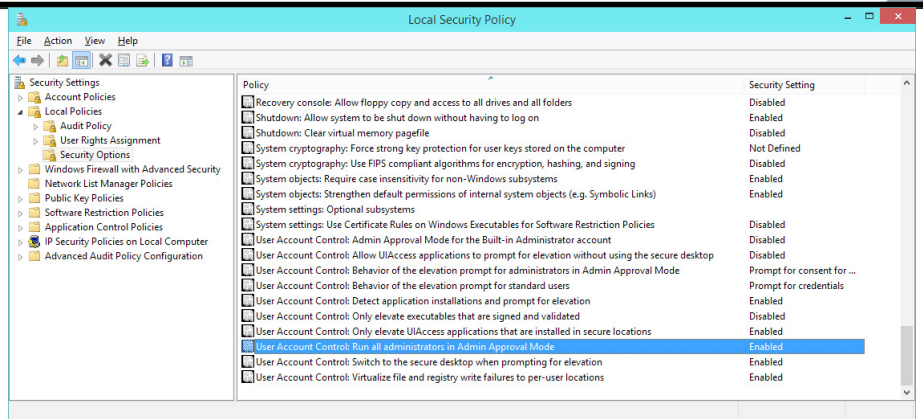 Local Security Policy
File Action View Help
Security Settings
Account Policies
Local Policies
Audit Policy
User Rights Assignment
Security Options
Windows Firewall with Advanced Security
Network List Manager Policies
Public Key Policies
Software Restriction Policies
Application Control Policies
IP Security Policies on Local Computer
Advanced Audit Policy Configuration
Policy Security Setting
Recovery console: Allow floppy copy and access to all drives and all folders Disabled
Shutdown: Allow system to be shut down without having to log on Enabled
Shutdown: Clear virtual memory pagefile Disabled
System cryptography: Force strong key protection for user keys stored on the computer Not Defined
System cryptography: Use FIPS compliant algorithms for encryption, hashing, and signing Disabled
System objects: Require case insensitivity for non-Windows subsystems Enabled
System objects: Strengthen default permissions of internal system objects (e.g. Symbolic Links) Enabled
System settings: Optional subsystems
System settings: Use Certificate Rules on Windows Executables for Software Restriction Policies Disabled
User Account Control: Admin Approval Mode for the Built-in Administrator account Disabled
User Account Control: Allow UIAccess applications to prompt for elevation without using the secure desktop Disabled
User Account Control: Behavior of the elevation prompt for administrators in Admin Approval Mode Prompt for consent for ...
User Account Control: Behavior of the elevation prompt for standard users Prompt for credentials
User Account Control: Detect application installations and prompt for elevation Enabled
User Account Control: Only elevate executables that are signed and validated Disabled
User Account Control: Only elevate UIAccess applications that are installed in secure locations Enabled
User Account Control: Run all administrators in Admin Approval Mode Enabled
User Account Control: Switch to the secure desktop when prompting for elevation Enabled
User Account Control: Virtualize file and registry write failures to per-user locations Enabled